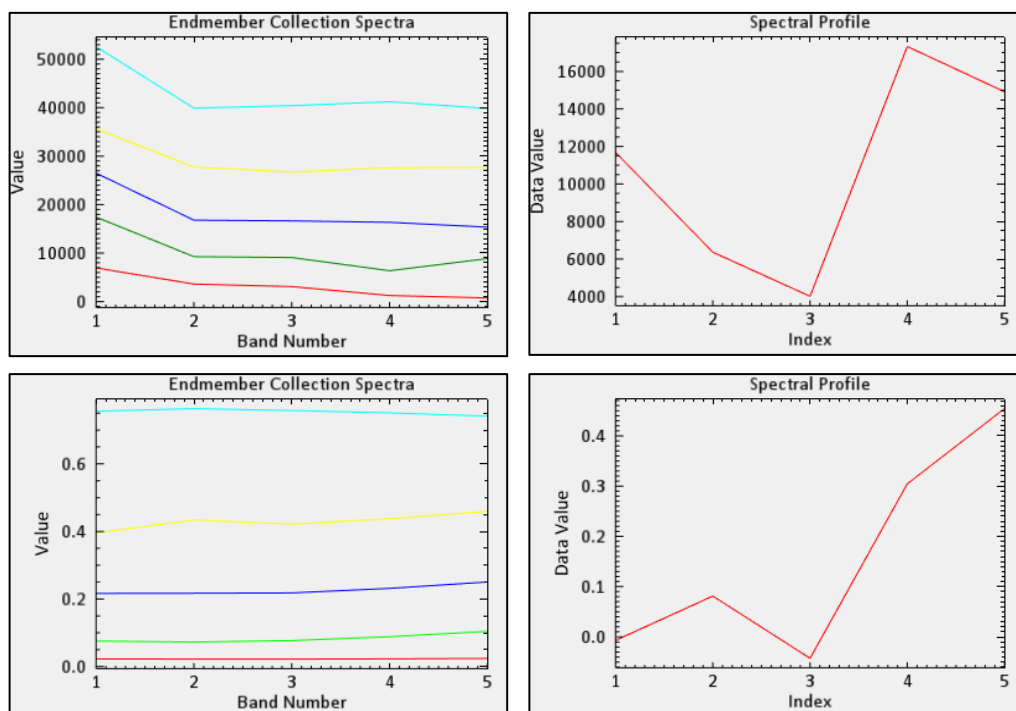 Endmember Collection Spectra
50000
40000
30000
20000
10000
0
Value
1 2 3 4 5
Band Number
Spectral Profile
16000
14000
12000
10000
8000
6000
4000
Data Value
1 2 3 4 5
Index
Endmember Collection Spectra
0.6
0.4
0.2
0.0
Value
1 2 3 4 5
Band Number
Spectral Profile
0.4
0.3
0.2
0.1
0.0
Data Value
1 2 3 4 5
Index